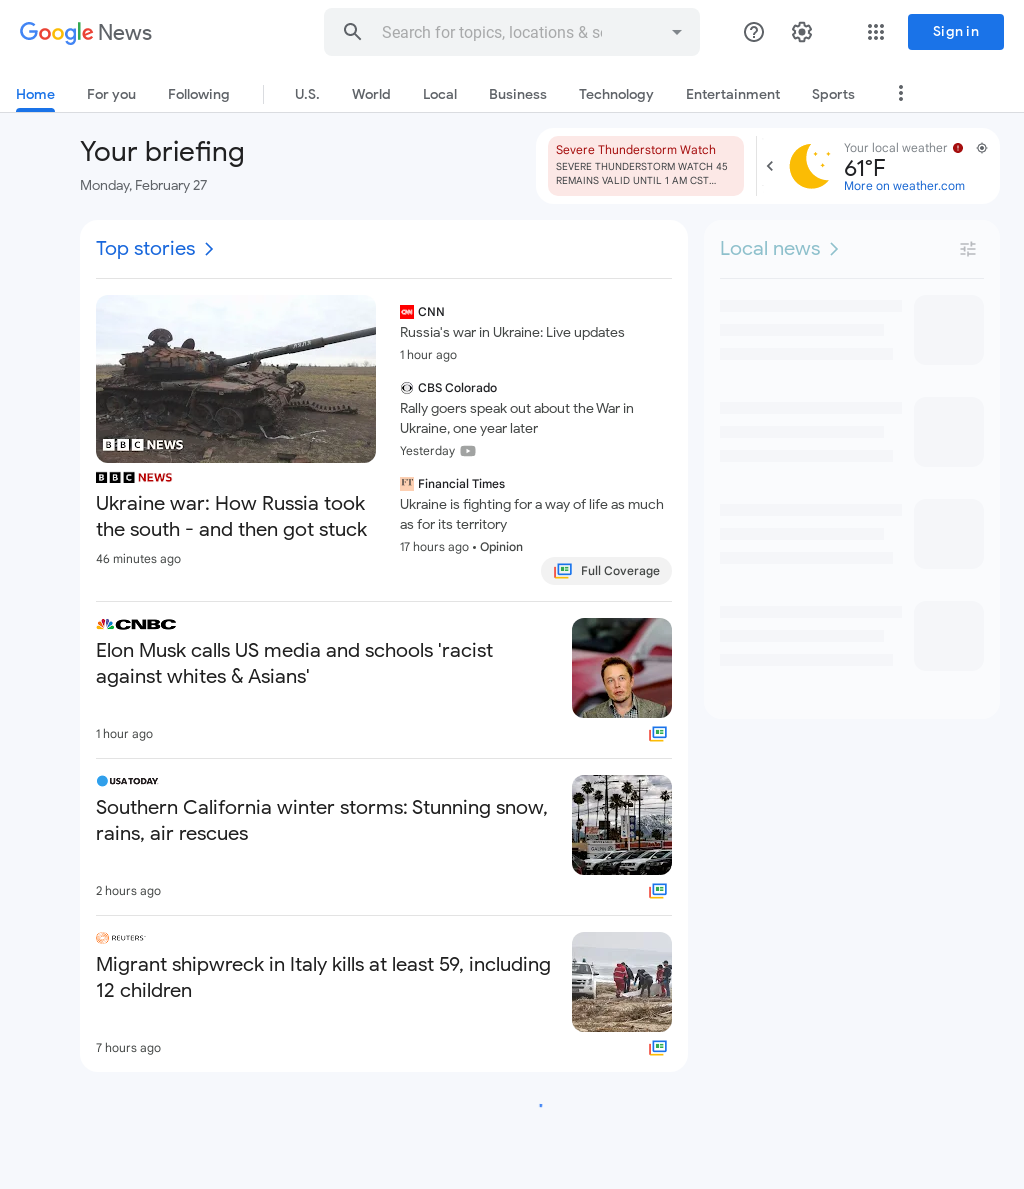 Google News
Search for topics, locations & s
Sign in
Home
For you
Following
U.S.
World
Local
Business
Technology
Entertainment
Sports
Your briefing
Monday, February 27
Severe Thunderstorm Watch
SEVERE THUNDERSTORM WATCH 45
REMAINS VALID UNTIL 1 AM CST...
Your local weather
61°F
More on weather.com
Top stories
Local news
BBC NEWS
BBC NEWS
Ukraine war: How Russia took
the south - and then got stuck
46 minutes ago
CNN
CNN
Russia's war in Ukraine: Live updates
1 hour ago
CBS Colorado
Rally goers speak out about the War in
Ukraine, one year later
Yesterday
FT Financial Times
Ukraine is fighting for a way of life as much
as for its territory
17 hours ago • Opinion
Full Coverage
CNBC
Elon Musk calls US media and schools 'racist
against whites & Asians'
1 hour ago
USA TODAY
Southern California winter storms: Stunning snow,
rains, air rescues
2 hours ago
REUTERS
Migrant shipwreck in Italy kills at least 59, including
12 children
7 hours ago